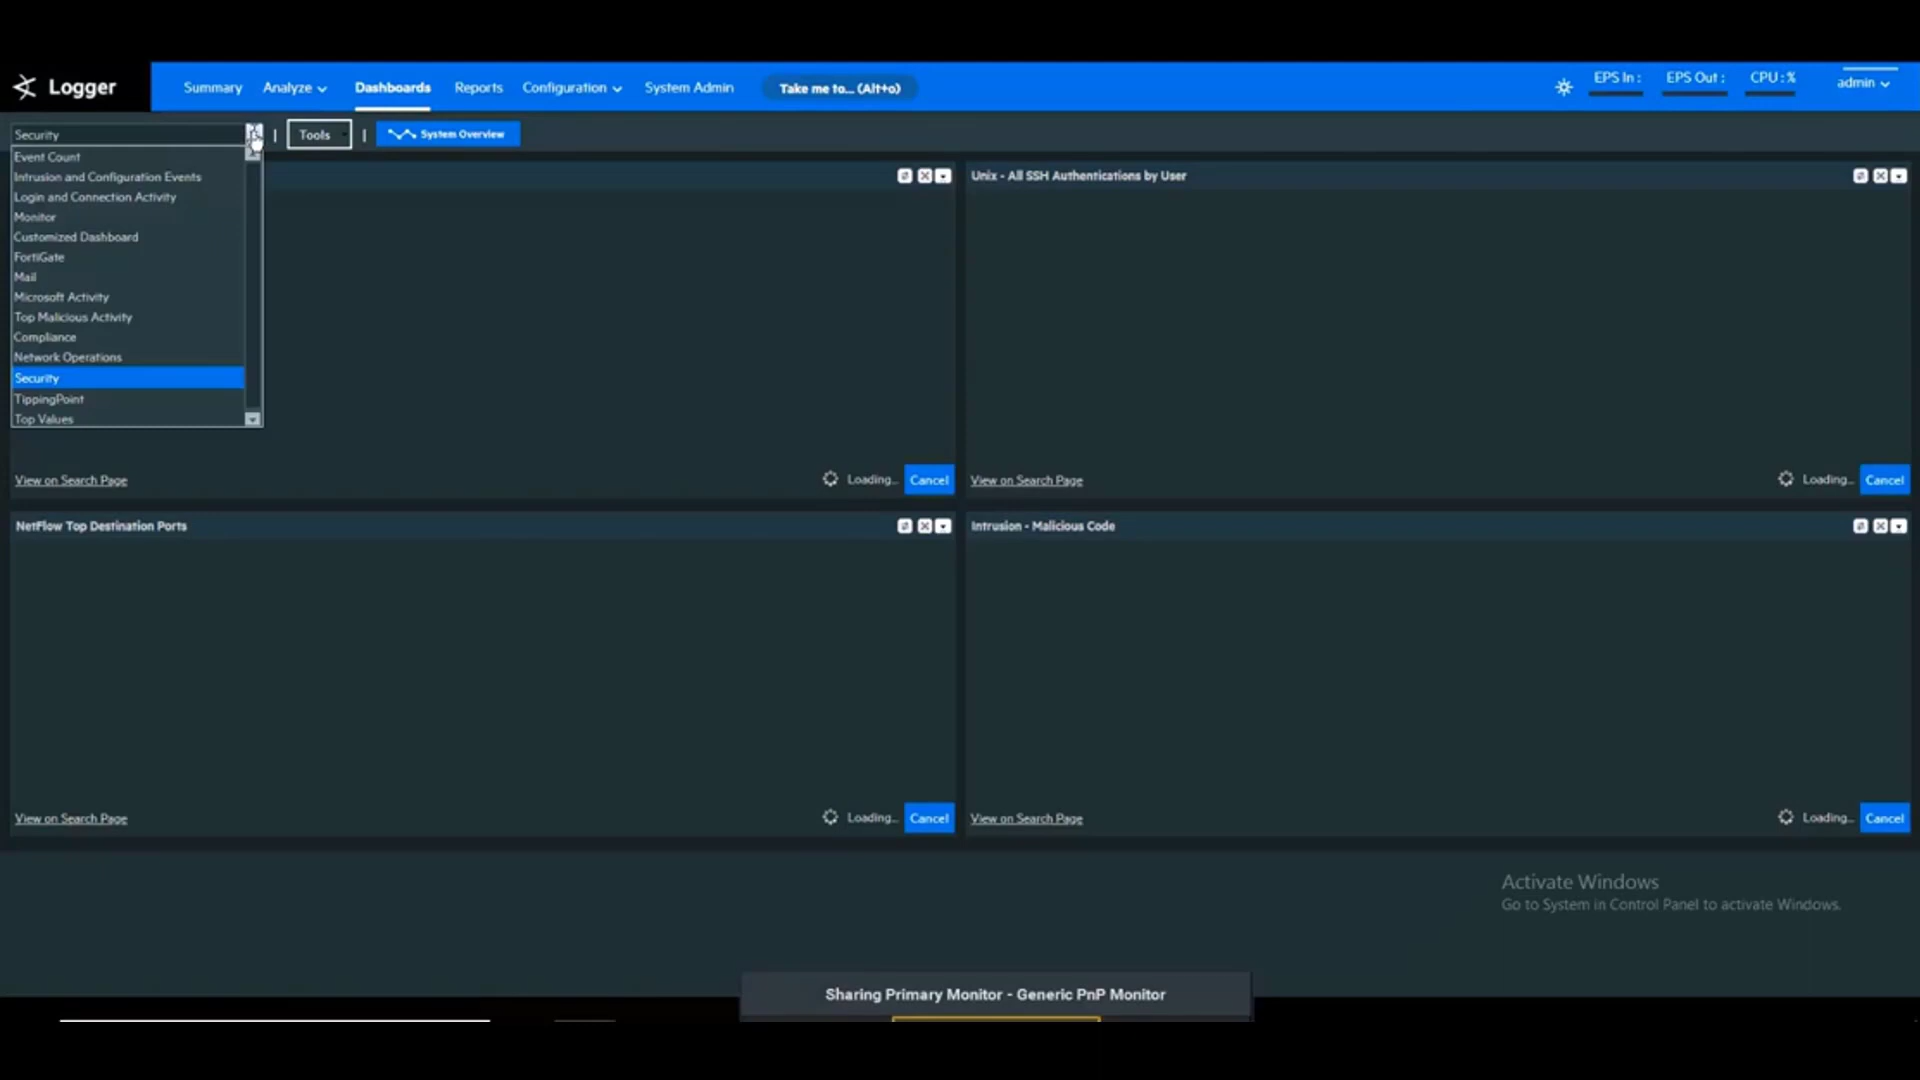 Logger
Summary Analyze Dashboards Reports Configuration System Admin Take me to... (Alt+o) EPS In : EPS Out : CPU : % admin
Security | Tools | System Overview
Event Count
Intrusion and Configuration Events
Login and Connection Activity
Monitor
Customized Dashboard
FortiGate
Mail
Microsoft Activity
Top Malicious Activity
Compliance
Network Operations
Security
TippingPoint
Top Values
View on Search Page Loading... Cancel
Unix - All SSH Authentications by User
View on Search Page Loading... Cancel
NetFlow Top Destination Ports
View on Search Page Loading... Cancel
Intrusion - Malicious Code
View on Search Page Loading... Cancel
Activate Windows
Go to System in Control Panel to activate Windows.
Sharing Primary Monitor - Generic PnP Monitor